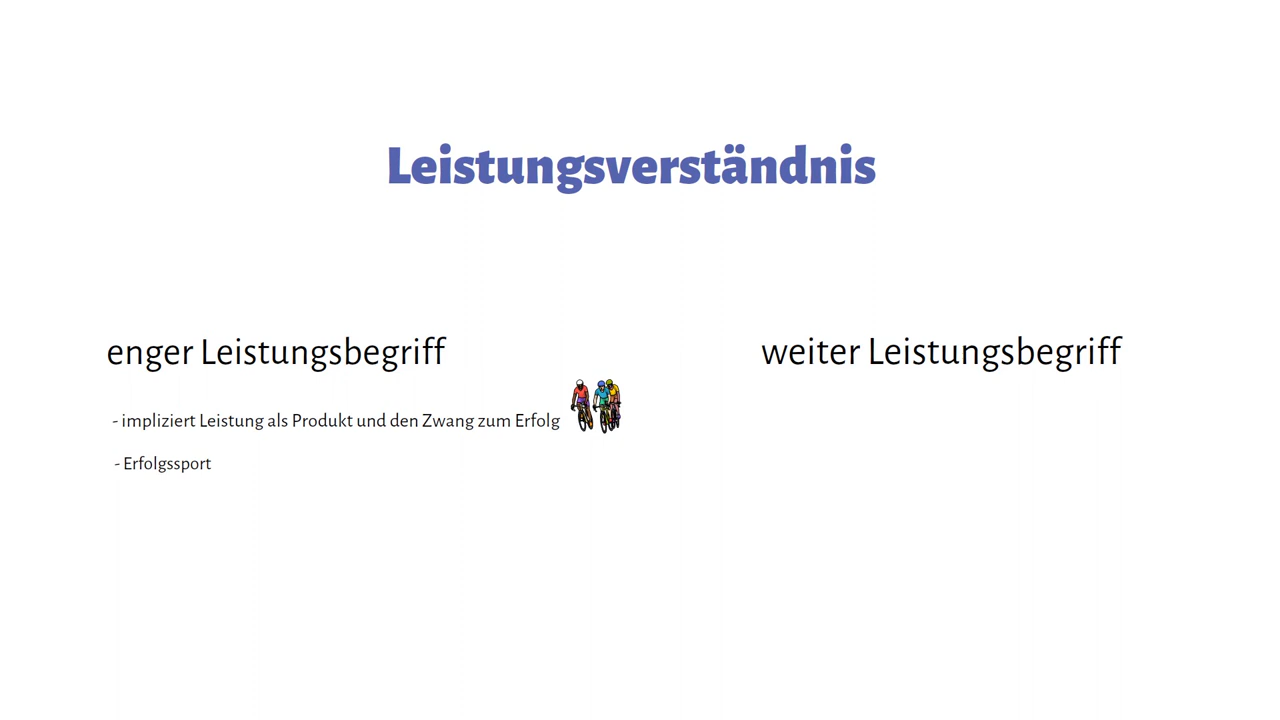 Leistungsverständnis
enger Leistungsbegriff
- impliziert Leistung als Produkt und den Zwang zum Erfolg
- Erfolgssport
weiter Leistungsbegriff